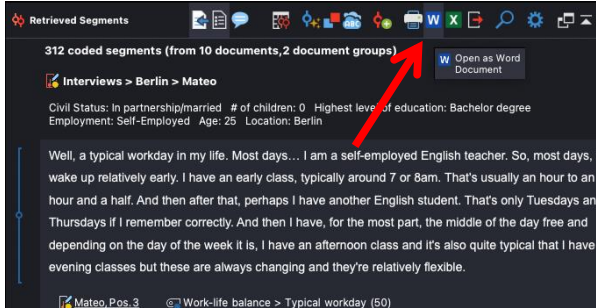 Retrieved Segments
W
X
312 coded segments (from 10 documents,2 document groups)
W Open as Word
Document
Interviews > Berlin > Mateo
Civil Status: In partnership/married # of children: 0 Highest level of education: Bachelor degree
Employment: Self-Employed Age: 25 Location: Berlin
Well, a typical workday in my life. Most days... I am a self-employed English teacher. So, most days,
wake up relatively early. I have an early class, typically around 7 or 8am. That's usually an hour to an
hour and a half. And then after that, perhaps I have another English student. That's only Tuesdays an
Thursdays if I remember correctly. And then I have, for the most part, the middle of the day free and
depending on the day of the week it is, I have an afternoon class and it's also quite typical that I have
evening classes but these are always changing and they're relatively flexible.
Mateo, Pos. 3 Work-life balance > Typical workday (50)